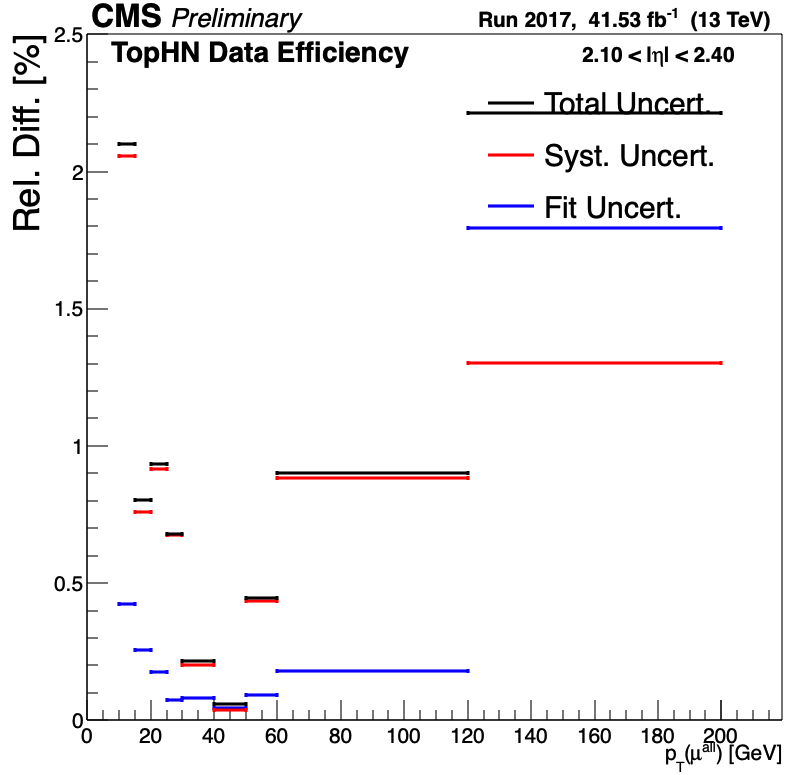 CMS Preliminary Run 2017, 41.53 fb⁻¹ (13 TeV)
TopHN Data Efficiency 2.10 < |η| < 2.40
Total Uncert.
Syst. Uncert.
Fit Uncert.
Rel. Diff. [%]
2.5
2
1.5
1
0.5
0
0 20 40 60 80 100 120 140 160 180 200
p_T(μ^all) [GeV]